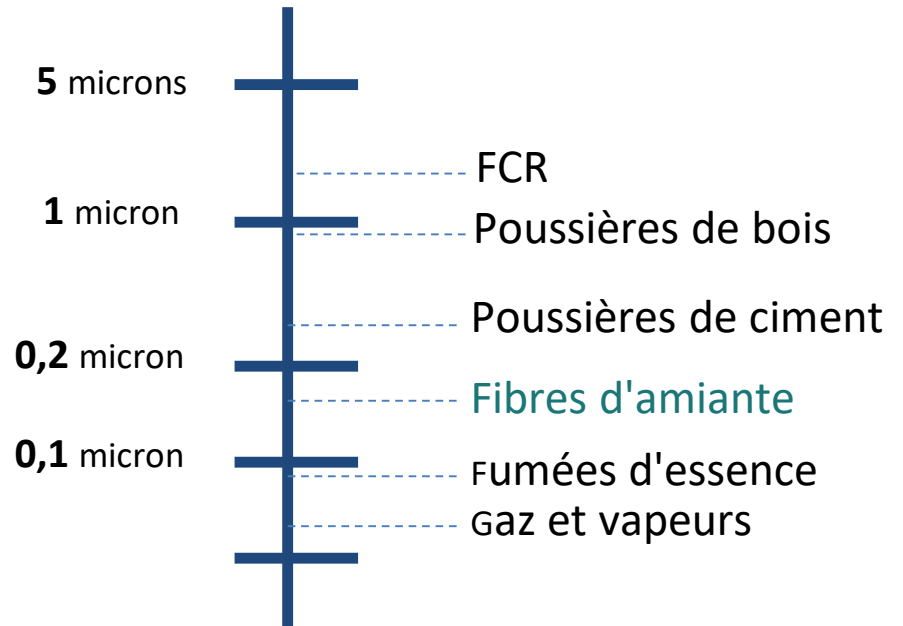 5 microns
FCR
1 micron
Poussières de bois
Poussières de ciment
0,2 micron
Fibres d'amiante
0,1 micron
Fumées d'essence
Gaz et vapeurs